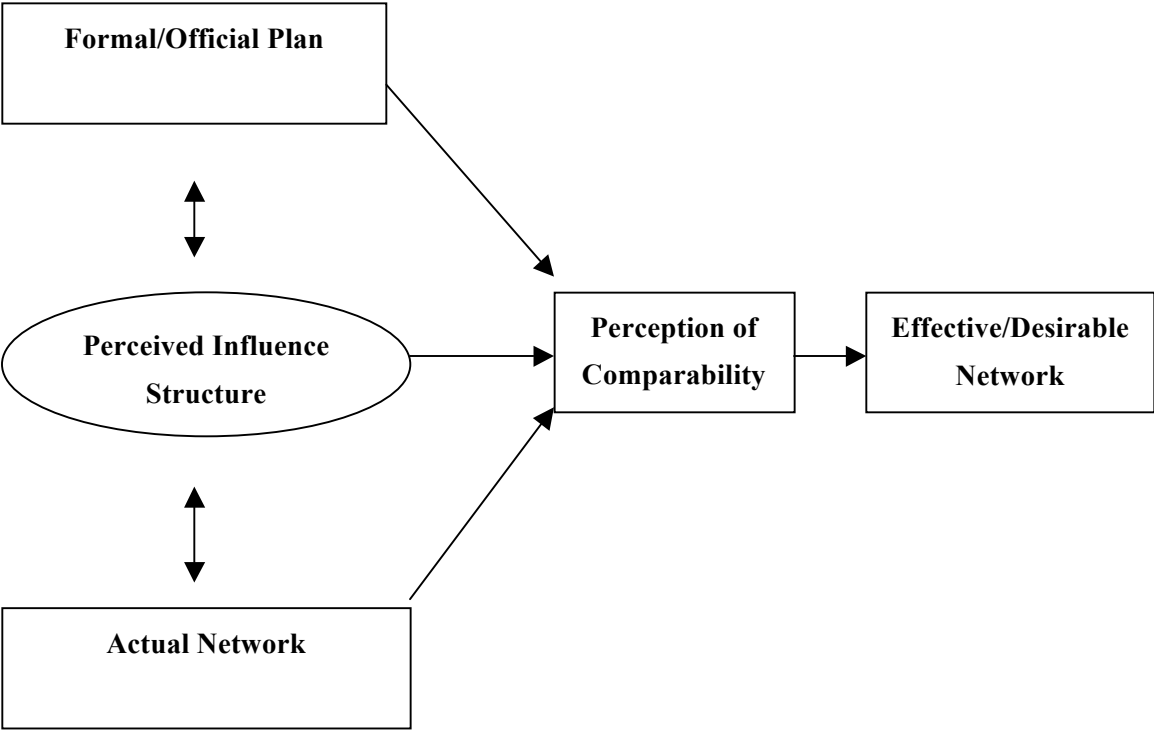 Formal/Official Plan
Perceived Influence
Structure
Perception of
Comparability
Effective/Desirable
Network
Actual Network